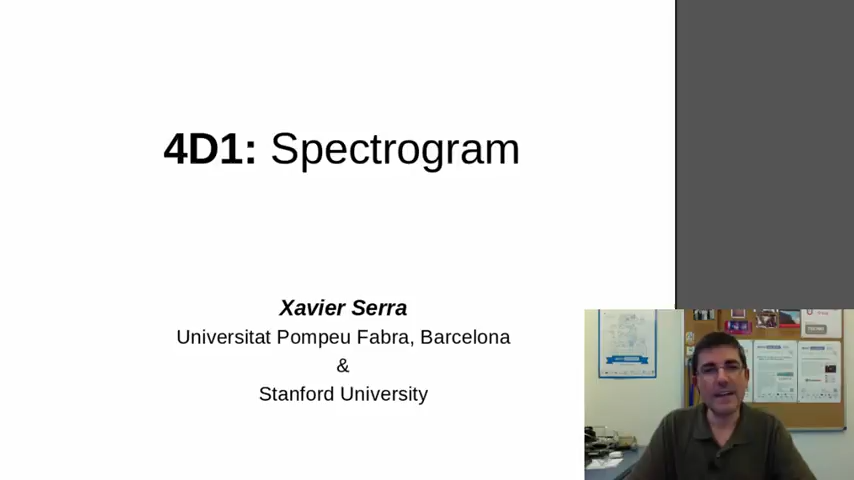 4D1: Spectrogram
Xavier Serra
Universitat Pompeu Fabra, Barcelona
&
Stanford University